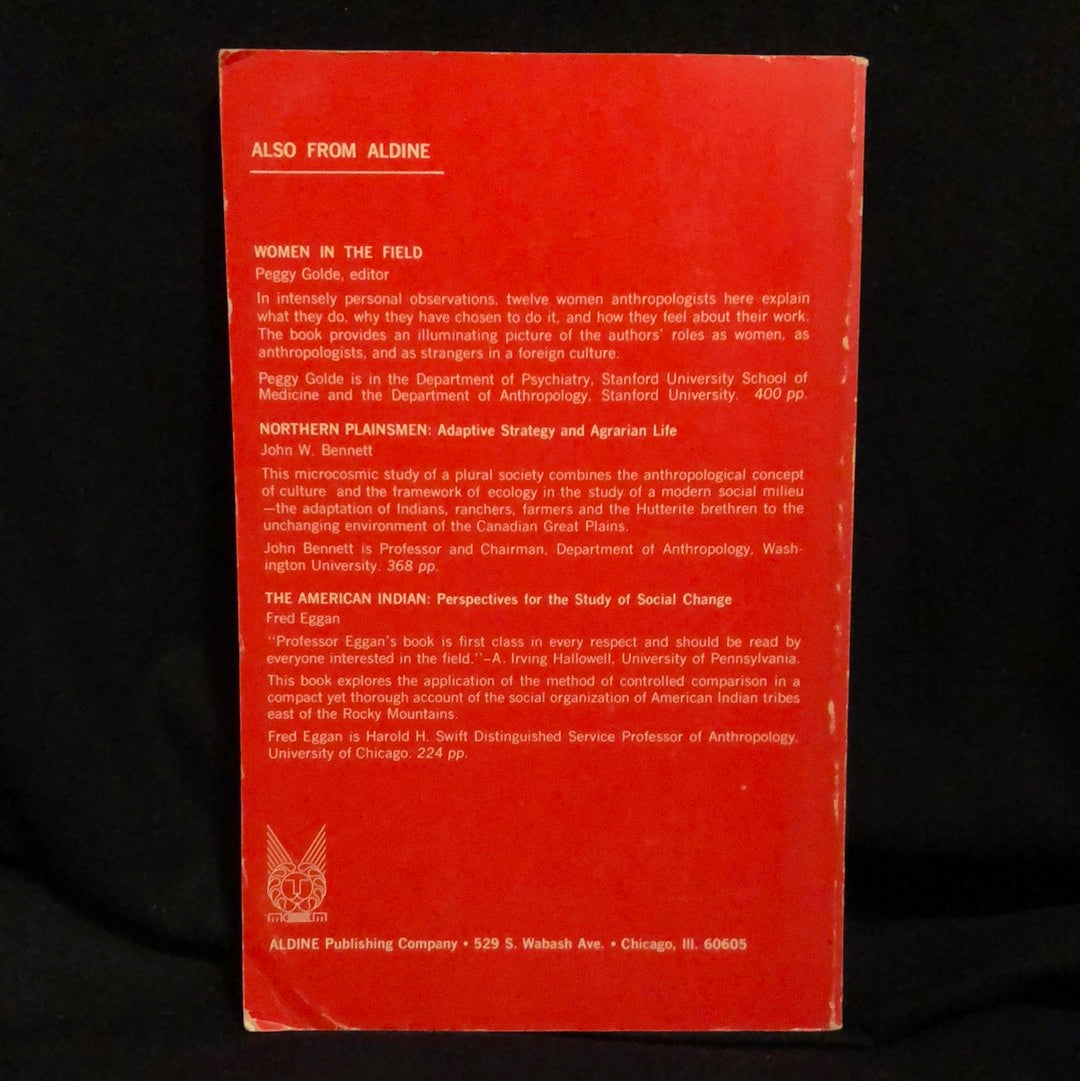 ALSO FROM ALDINE
WOMEN IN THE FIELD
Peggy Golde, editor
In intensely personal observations, twelve women anthropologists here explain
what they do, why they have chosen to do it, and how they feel about their work.
The book provides an illuminating picture of the authors' roles as women, as
anthropologists, and as strangers in a foreign culture.
Peggy Golde is in the Department of Psychiatry, Stanford University School of
Medicine and the Department of Anthropology, Stanford University. 400 pp.
NORTHERN PLAINSMEN: Adaptive Strategy and Agrarian Life
John W. Bennett
This microcosmic study of a plural society combines the anthropological concept
of culture and the framework of ecology in the study of a modern social milieu
—the adaptation of Indians, ranchers, farmers and the Hutterite brethren to the
unchanging environment of the Canadian Great Plains.
John Bennett is Professor and Chairman, Department of Anthropology, Wash-
ington University. 368 pp.
THE AMERICAN INDIAN: Perspectives for the Study of Social Change
Fred Eggan
"Professor Eggan's book is first class in every respect and should be read by
everyone interested in the field."–A. Irving Hallowell, University of Pennsylvania.
This book explores the application of the method of controlled comparison in a
compact yet thorough account of the social organization of American Indian tribes
east of the Rocky Mountains.
Fred Eggan is Harold H. Swift Distinguished Service Professor of Anthropology,
University of Chicago. 224 pp.
ALDINE Publishing Company • 529 S. Wabash Ave. • Chicago, Ill. 60605